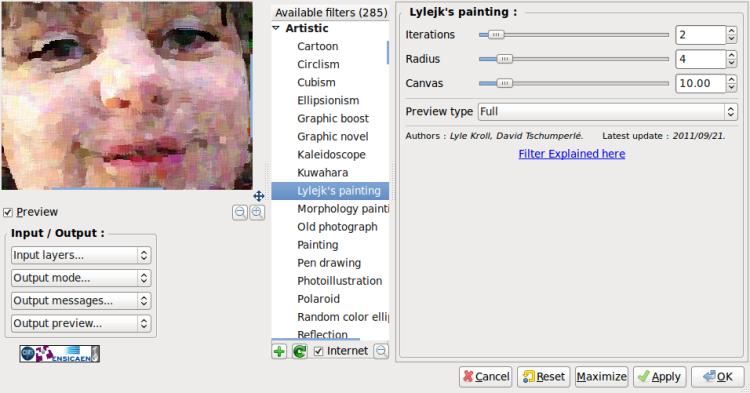 Preview
Input / Output :
Input layers...
Output mode...
Output messages...
Output preview...
ENSICAEN
Available filters (285)
Artistic
Cartoon
Circlism
Cubism
Ellipsionism
Graphic boost
Graphic novel
Kaleidoscope
Kuwahara
Lylejk's painting
Morphology painti
Old photograph
Painting
Pen drawing
Photoillustration
Polaroid
Random color elli
Reflection
Internet
Lylejk's painting :
Iterations 2
Radius 4
Canvas 10.00
Preview type Full
Authors : Lyle Kroll, David Tschumperlé. Latest update : 2011/09/21.
Filter Explained here
Cancel Reset Maximize Apply OK